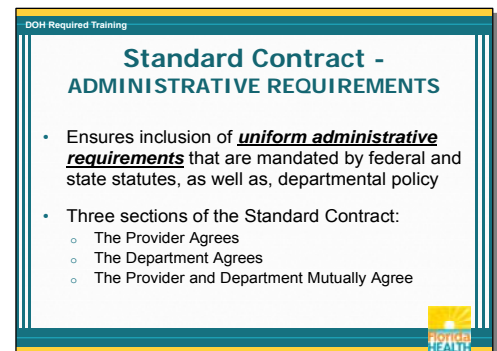 DOH Required Training
Standard Contract -
ADMINISTRATIVE REQUIREMENTS
• Ensures inclusion of uniform administrative
requirements that are mandated by federal and
state statutes, as well as, departmental policy
• Three sections of the Standard Contract:
o The Provider Agrees
o The Department Agrees
o The Provider and Department Mutually Agree
Florida
HEALTH